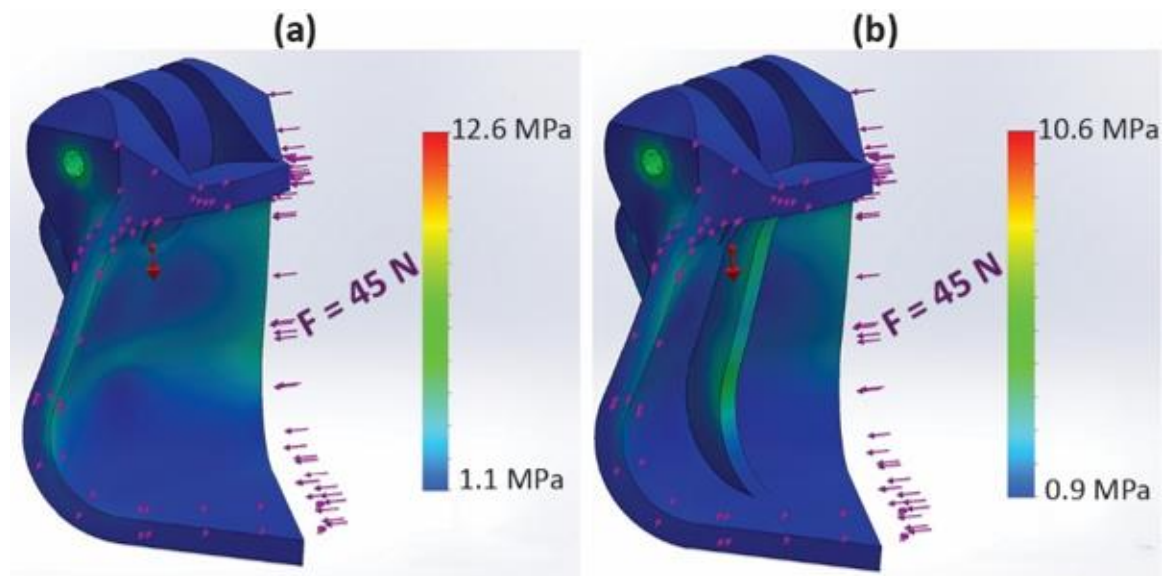 (a)
(b)
12.6 MPa
F = 45 N
1.1 MPa
10.6 MPa
F = 45 N
0.9 MPa